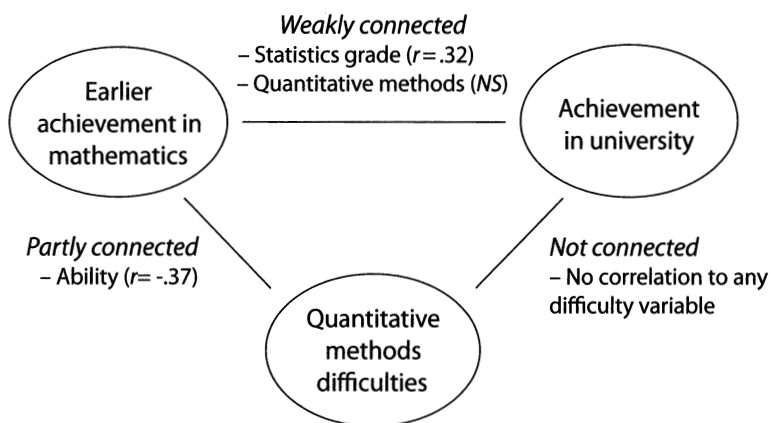 Weakly connected
– Statistics grade (r=.32)
– Quantitative methods (NS)
Earlier
achievement in
mathematics
Achievement
in university
Partly connected
– Ability (r= -.37)
Not connected
– No correlation to any
difficulty variable
Quantitative
methods
difficulties